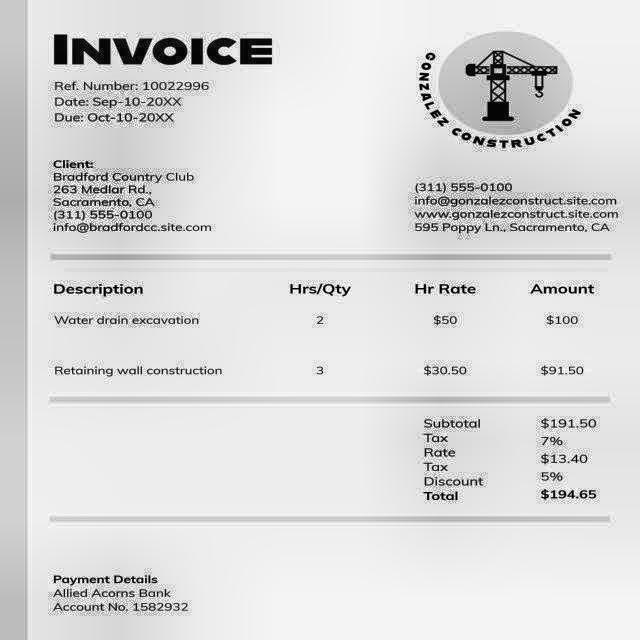 INVOICE
Ref. Number: 10022996
Date: Sep-10-20XX
Due: Oct-10-20XX
GONZALEZ CONSTRUCTION
Client:
Bradford Country Club
263 Medlar Rd.,
Sacramento, CA
(311) 555-0100
info@bradfordcc.site.com
(311) 555-0100
info@gonzalezconstruct.site.com
www.gonzalezconstruct.site.com
595 Poppy Ln., Sacramento, CA
Description Hrs/Qty Hr Rate Amount
Water drain excavation 2 $50 $100
Retaining wall construction 3 $30.50 $91.50
Subtotal $191.50
Tax 7%
Rate $13.40
Tax 5%
Discount
Total $194.65
Payment Details
Allied Acorns Bank
Account No. 1582932